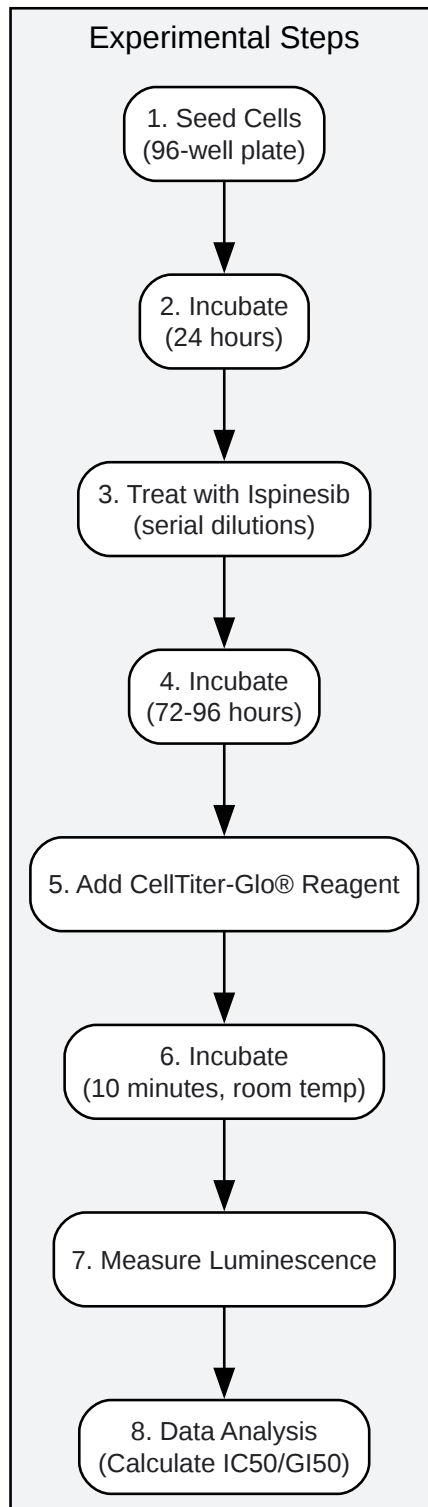 Experimental Steps
1. Seed Cells
(96-well plate)
2. Incubate
(24 hours)
3. Treat with Ispinesib
(serial dilutions)
4. Incubate
(72-96 hours)
5. Add CellTiter-Glo® Reagent
6. Incubate
(10 minutes, room temp)
7. Measure Luminescence
8. Data Analysis
(Calculate IC50/GI50)